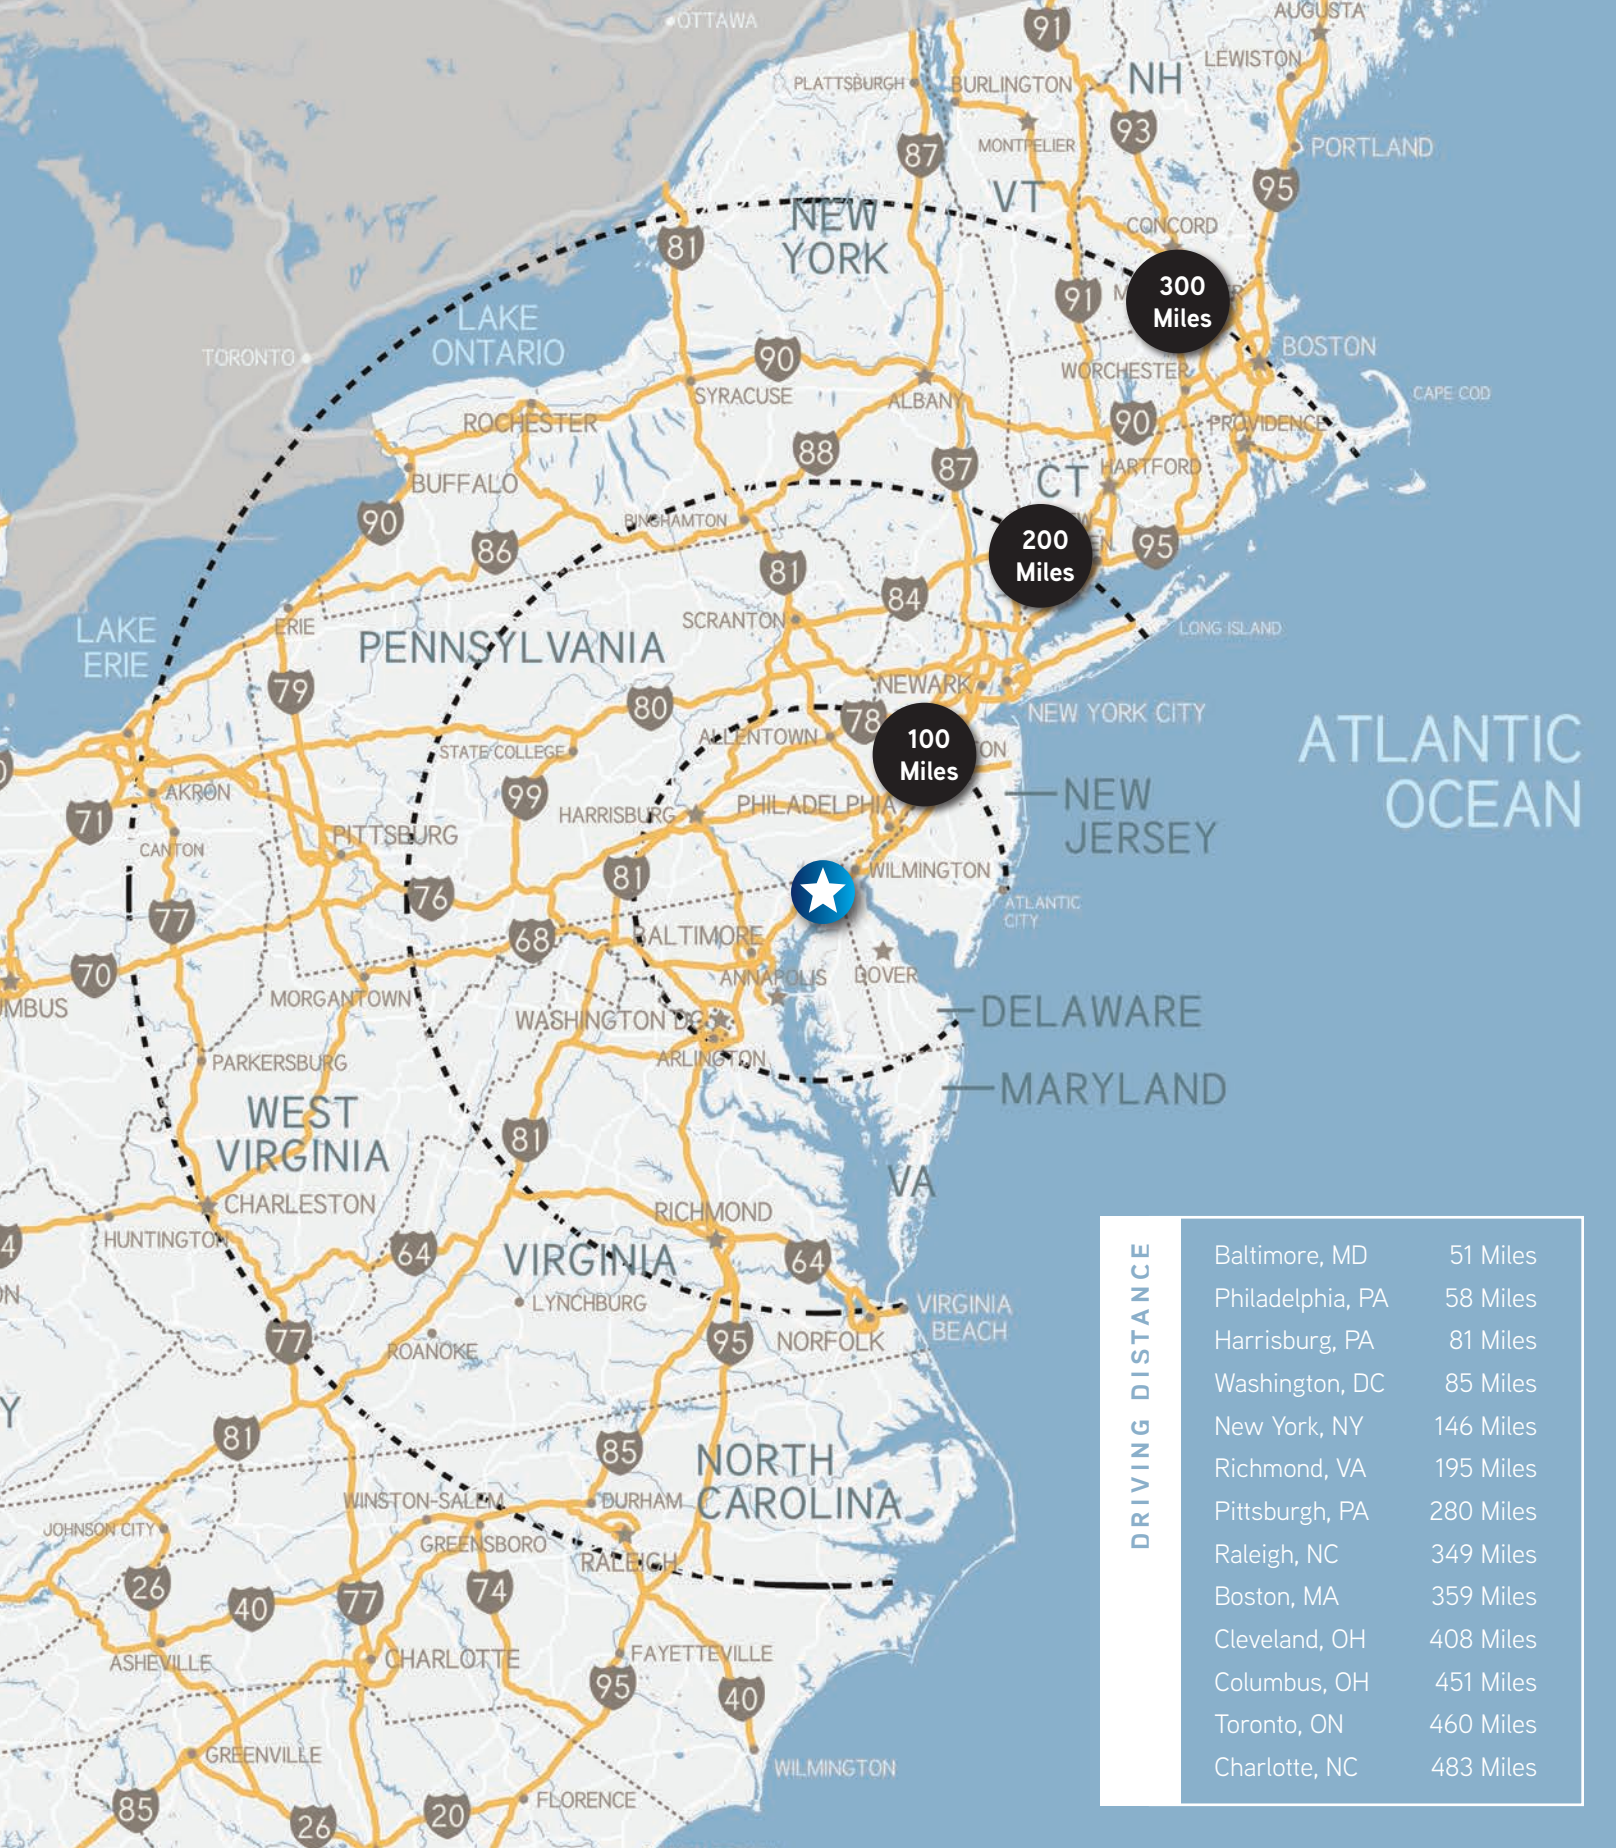 OTTAWA
91
AUGUSTA
LEWISTON
PLATTSBURGH
BURLINGTON
NH
MONTPELIER
93
87
PORTLAND
VT
95
NEW
YORK
CONCORD
81
91
300
Miles
LAKE
ONTARIO
TORONTO
90
BOSTON
WORCHESTER
SYRACUSE
ALBANY
CAPE COD
ROCHESTER
90
PROVIDENCE
88
87
CT
HARTFORD
BUFFALO
90
BINGHAMTON
86
200
Miles
95
81
84
LAKE
ERIE
ERIE
SCRANTON
LONG ISLAND
PENNSYLVANIA
79
NEWARK
80
78
NEW YORK CITY
ALLENTOWN
100
Miles
STATE COLLEGE
ATLANTIC
OCEAN
AKRON
99
HARRISBURG
PHILADELPHIA
NEW
JERSEY
71
PITTSBURG
CANTON
81
WILMINGTON
76
77
ATLANTIC
CITY
68
BALTIMORE
70
ANNAPOLIS
DOVER
MORGANTOWN
UMBUS
WASHINGTON DC
DELAWARE
PARKERSBURG
ARLINGTON
MARYLAND
WEST
VIRGINIA
81
VA
CHARLESTON
RICHMOND
HUNTINGTON
4
64
VIRGINIA
64
LYNCHBURG
VIRGINIA
BEACH
77
ROANOKE
95
NORFOLK
Y
81
85
NORTH
CAROLINA
WINSTON-SALEM
DURHAM
JOHNSON CITY
GREENSBORO
RALEIGH
26
40
77
74
ASHEVILLE
CHARLOTTE
FAYETTEVILLE
95
40
GREENVILLE
WILMINGTON
85
26
20
FLORENCE
DRIVING DISTANCE
Baltimore, MD 51 Miles
Philadelphia, PA 58 Miles
Harrisburg, PA 81 Miles
Washington, DC 85 Miles
New York, NY 146 Miles
Richmond, VA 195 Miles
Pittsburgh, PA 280 Miles
Raleigh, NC 349 Miles
Boston, MA 359 Miles
Cleveland, OH 408 Miles
Columbus, OH 451 Miles
Toronto, ON 460 Miles
Charlotte, NC 483 Miles